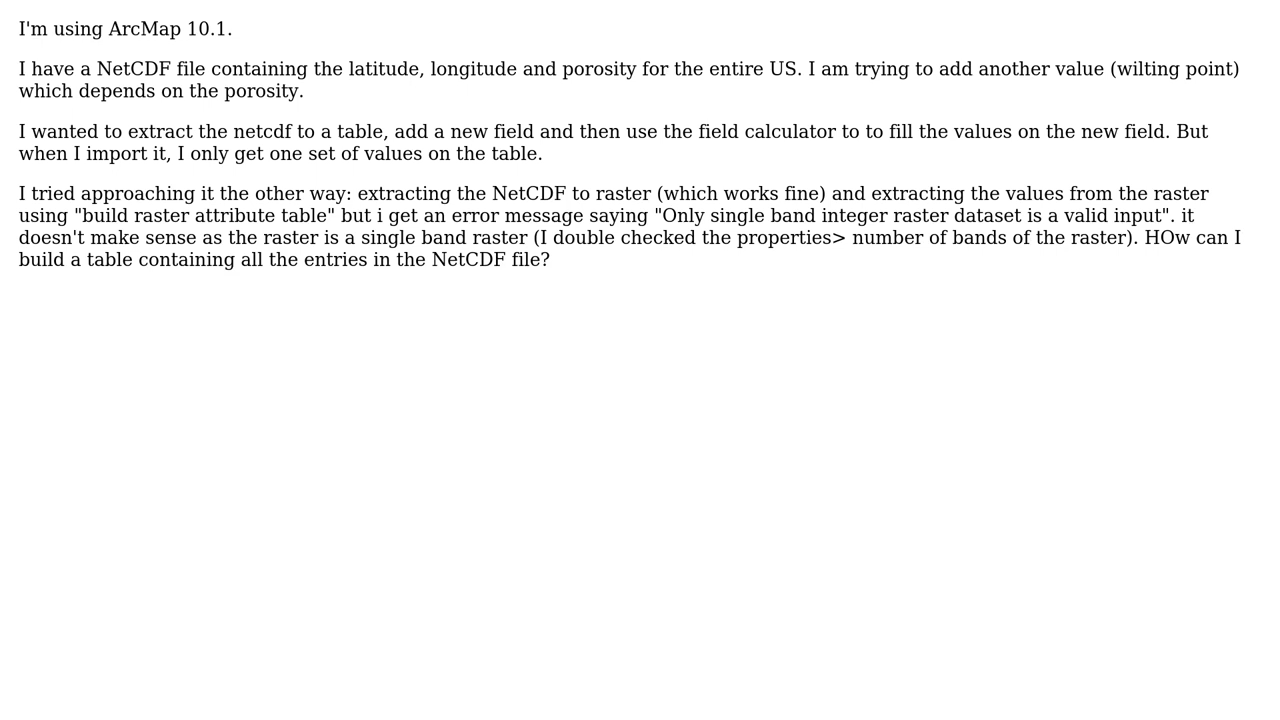 I'm using ArcMap 10.1.
I have a NetCDF file containing the latitude, longitude and porosity for the entire US. I am trying to add another value (wilting point)
which depends on the porosity.
I wanted to extract the netcdf to a table, add a new field and then use the field calculator to to fill the values on the new field. But
when I import it, I only get one set of values on the table.
I tried approaching it the other way: extracting the NetCDF to raster (which works fine) and extracting the values from the raster
using "build raster attribute table" but i get an error message saying "Only single band integer raster dataset is a valid input". it
doesn't make sense as the raster is a single band raster (I double checked the properties> number of bands of the raster). HOw can I
build a table containing all the entries in the NetCDF file?